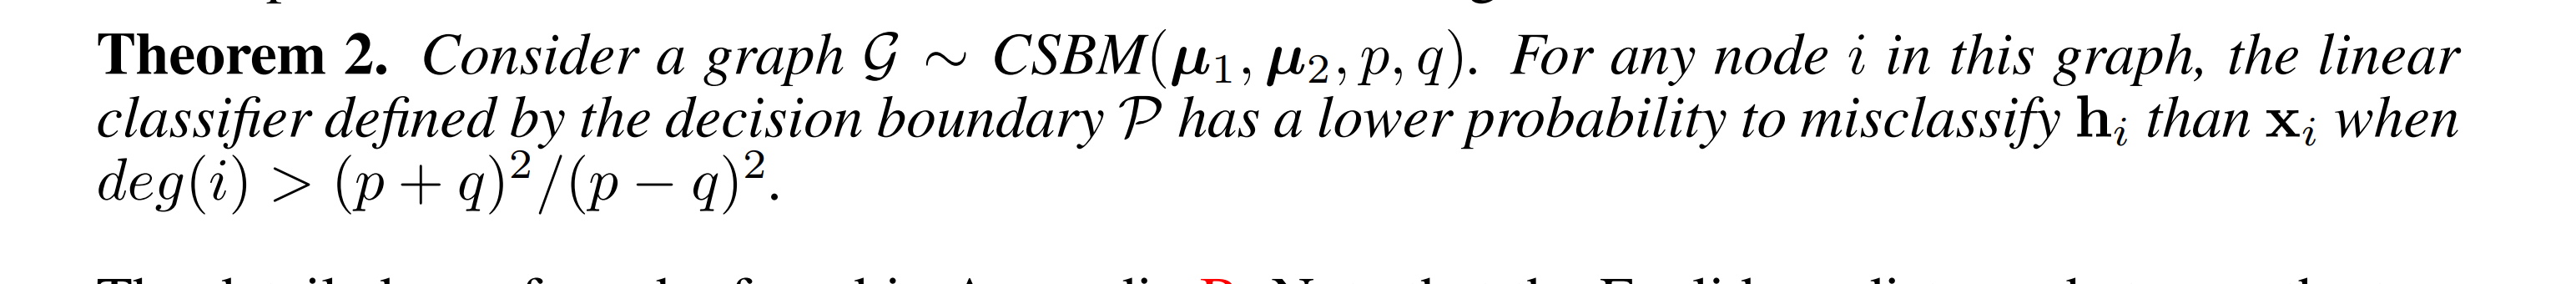 Theorem 2. Consider a graph 𝒢 ∼ CSBM(𝝁₁, 𝝁₂, p, q). For any node i in this graph, the linear
classifier defined by the decision boundary 𝒫 has a lower probability to misclassify 𝐡ᵢ than 𝐱ᵢ when
deg(i) > (p + q)²/(p − q)².